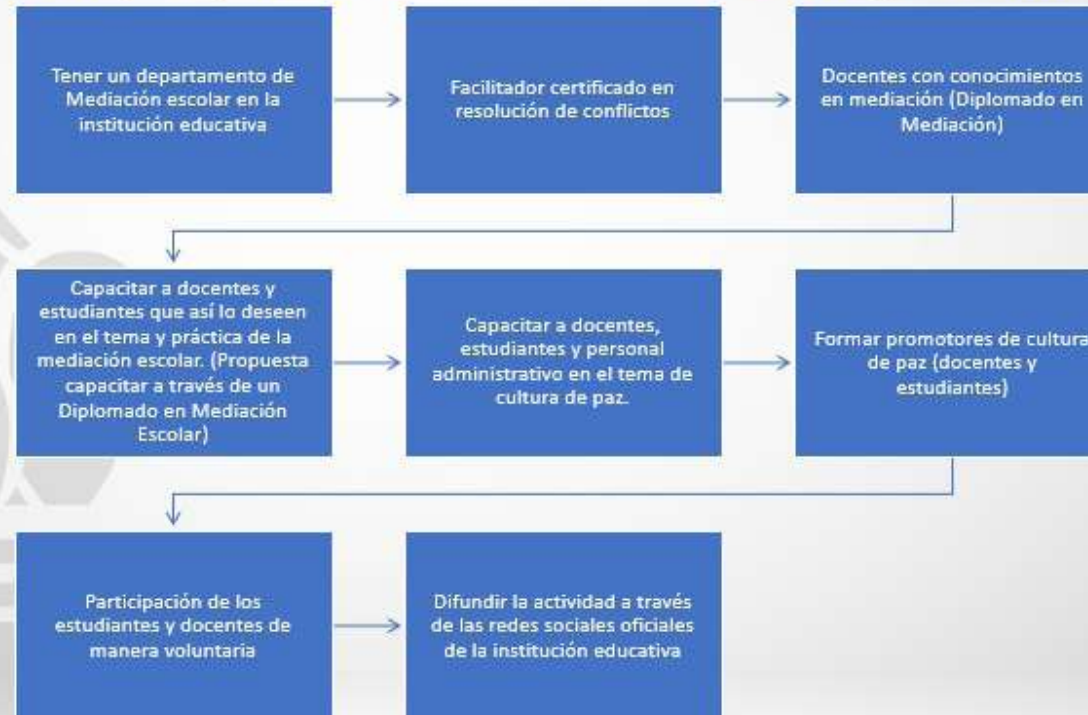 Tener un departamento de
Mediación escolar en la
institución educativa
Facilitador certificado en
resolución de conflictos
Docentes con conocimientos
en mediación (Diplomado en
Mediación)
Capacitar a docentes y
estudiantes que así lo deseen
en el tema y práctica de la
mediación escolar. (Propuesta
capacitar a través de un
Diplomado en Mediación
Escolar)
Capacitar a docentes,
estudiantes y personal
administrativo en el tema de
cultura de paz.
Formar promotores de cultura
de paz (docentes y
estudiantes)
Participación de los
estudiantes y docentes de
manera voluntaria
Difundir la actividad a través
de las redes sociales oficiales
de la institución educativa